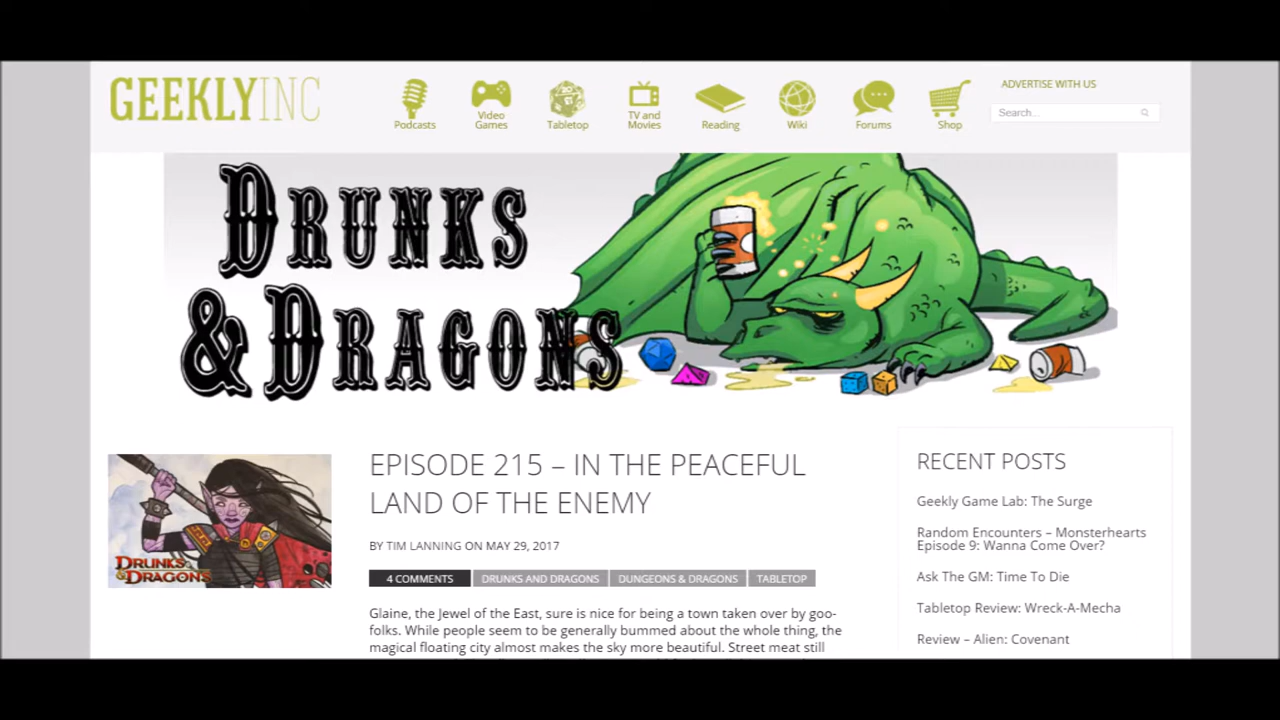 GEEKLYINC
Podcasts
Video
Games
Tabletop
TV and
Movies
Reading
Wiki
Forums
Shop
ADVERTISE WITH US
Search...
DRUNKS
& DRAGONS
DRUNKS
& DRAGONS
EPISODE 215 – IN THE PEACEFUL
LAND OF THE ENEMY
BY TIM LANNING ON MAY 29, 2017
4 COMMENTS
DRUNKS AND DRAGONS
DUNGEONS & DRAGONS
TABLETOP
Glaine, the Jewel of the East, sure is nice for being a town taken over by goo-
folks. While people seem to be generally bummed about the whole thing, the
magical floating city almost makes the sky more beautiful. Street meat still
RECENT POSTS
Geekly Game Lab: The Surge
Random Encounters – Monsterhearts
Episode 9: Wanna Come Over?
Ask The GM: Time To Die
Tabletop Review: Wreck-A-Mecha
Review – Alien: Covenant